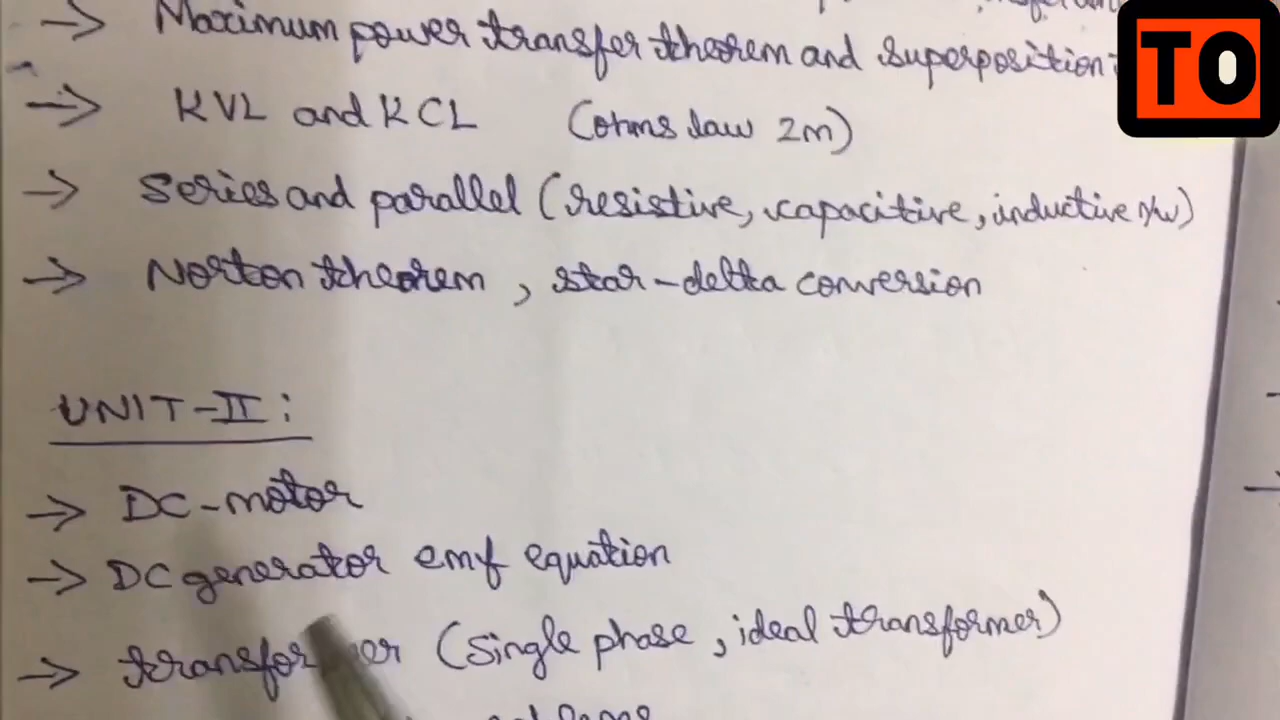 → Maximum power transfer theorem and superposition
TO
→ KVL and KCL (ohms law 2m)
→ Series and parallel (resistive, capacitive, inductive n/w)
→ Norton theorem, star-delta conversion
UNIT-II:
→ DC-motor
→ DC generator emf equation
→ transformer (single phase, ideal transformer)